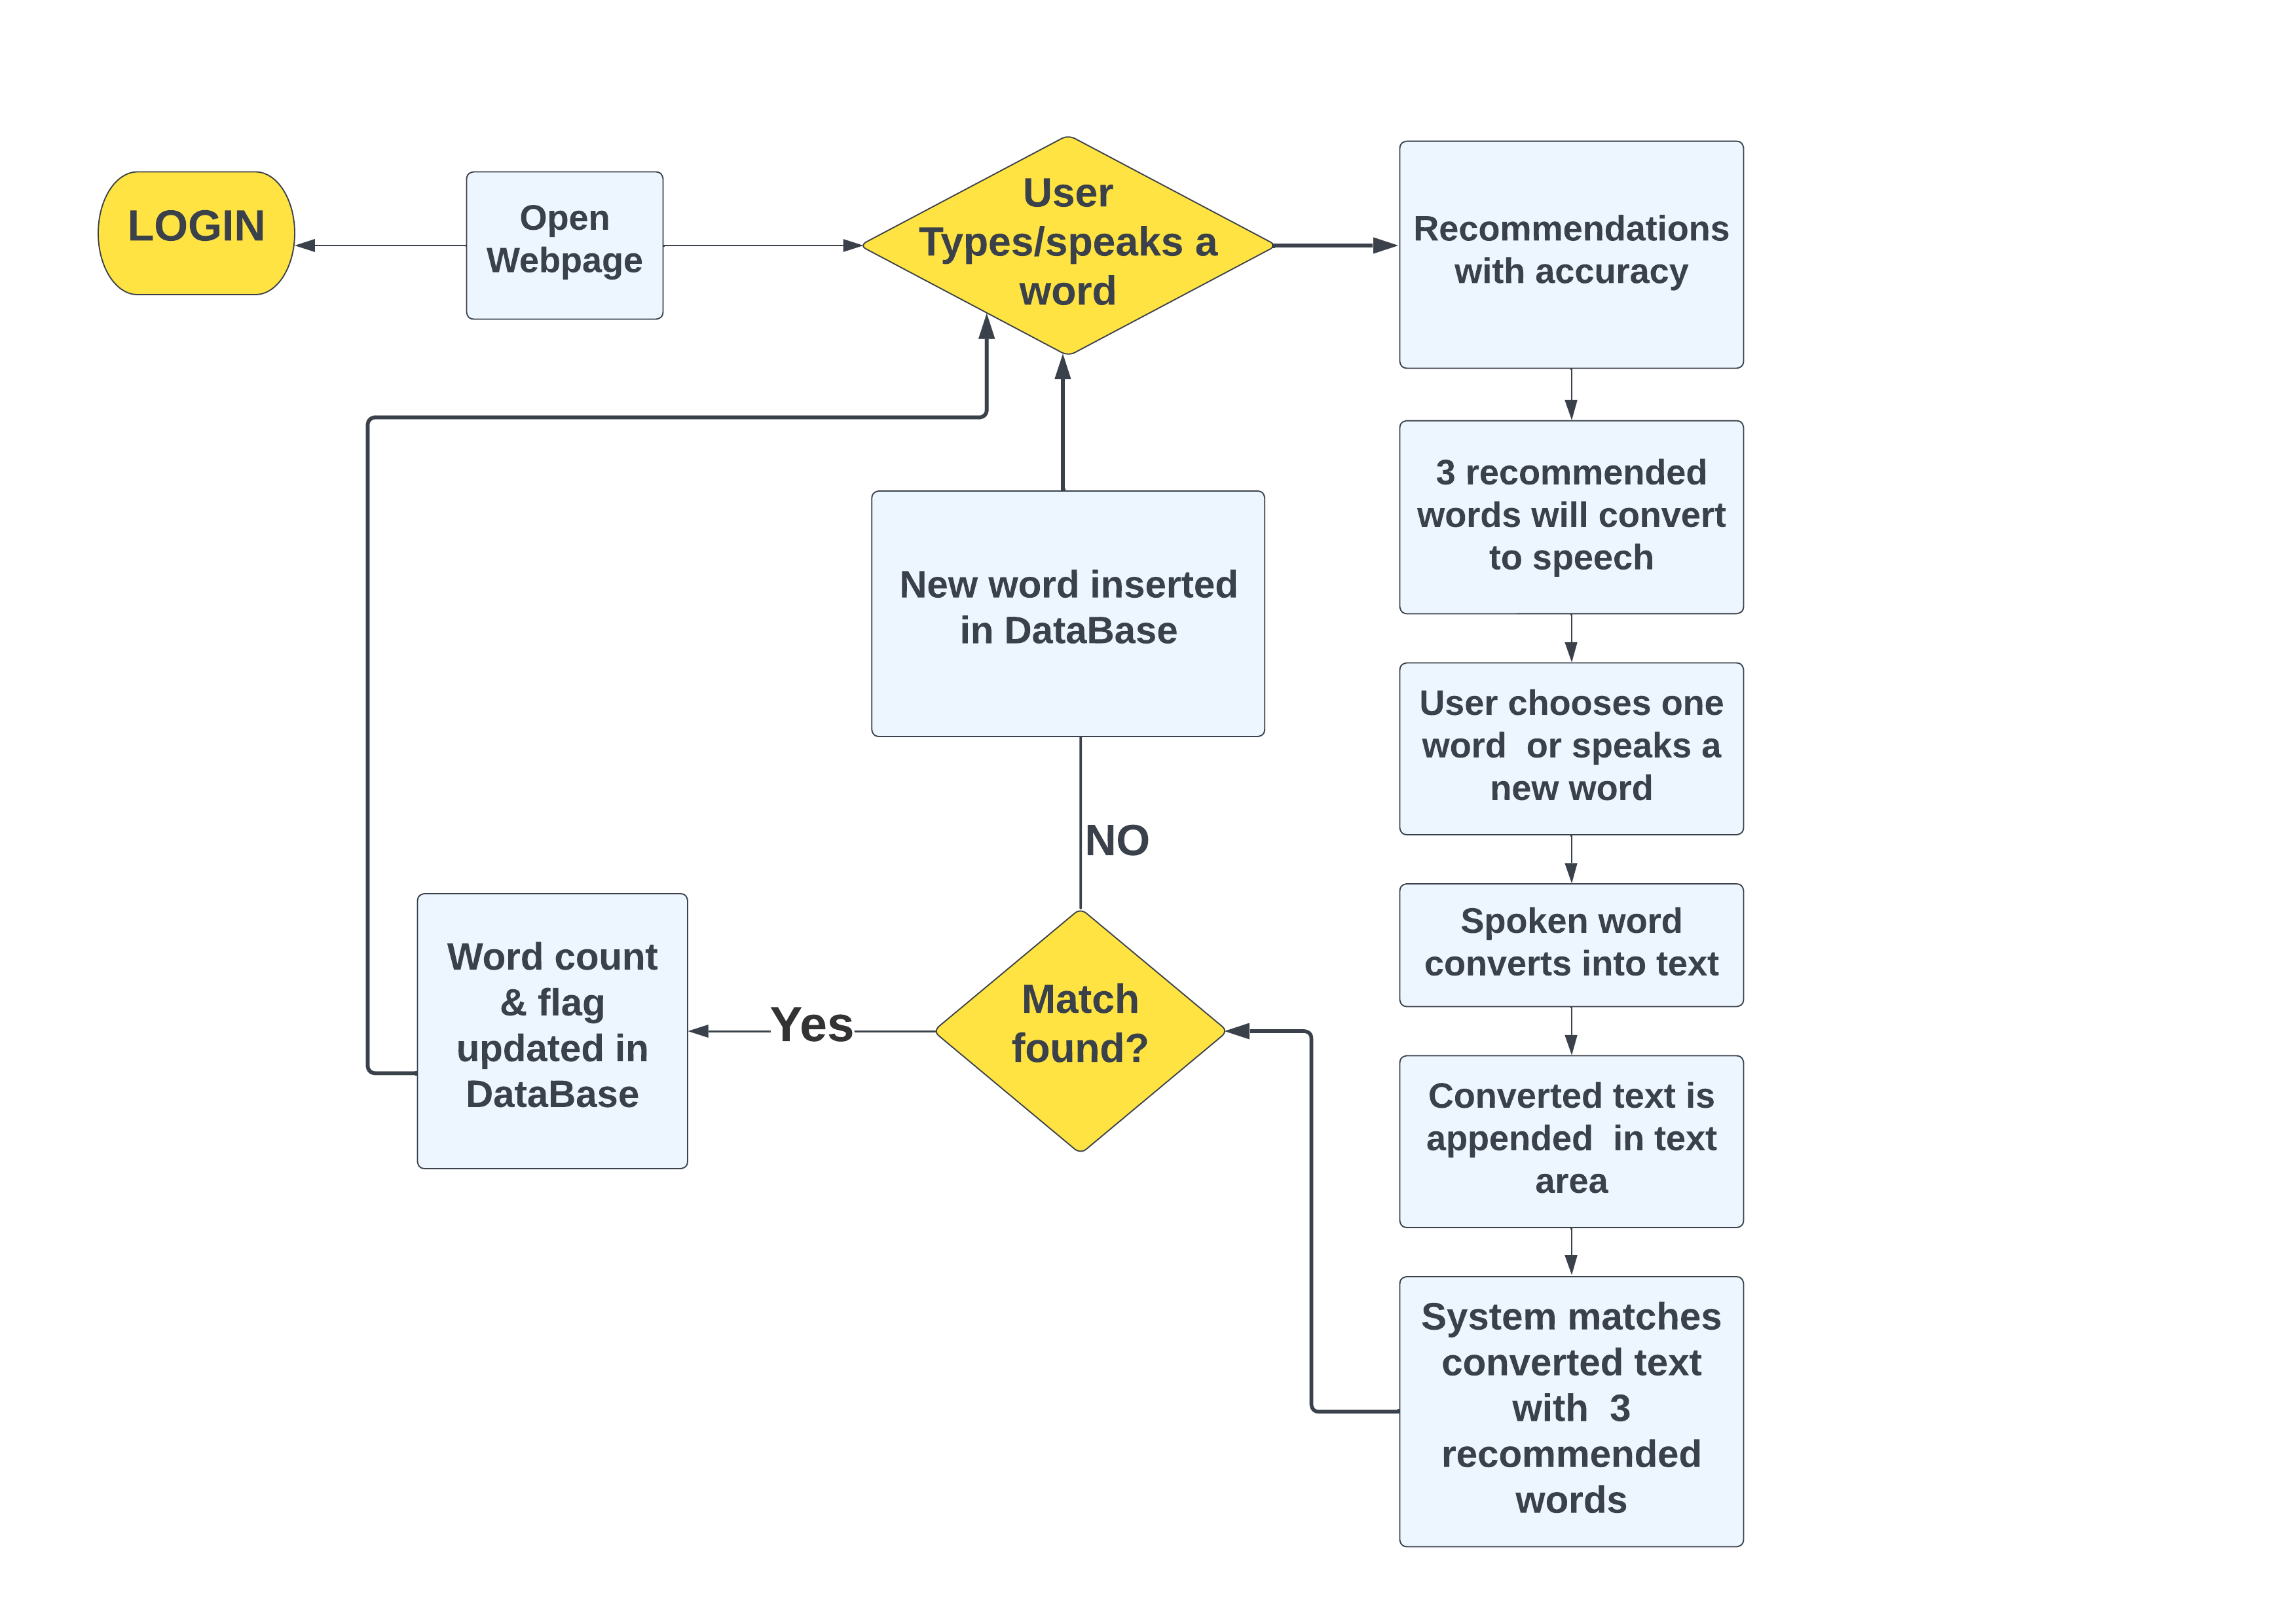 LOGIN
Open
Webpage
User
Types/speaks a
word
Recommendations
with accuracy
3 recommended
words will convert
to speech
User chooses one
word  or speaks a
new word
Spoken word
converts into text
Converted text is
appended  in text
area
System matches
converted text
with  3
recommended
words
Match
found?
NO
New word inserted
in DataBase
Yes
Word count
& flag
updated in
DataBase